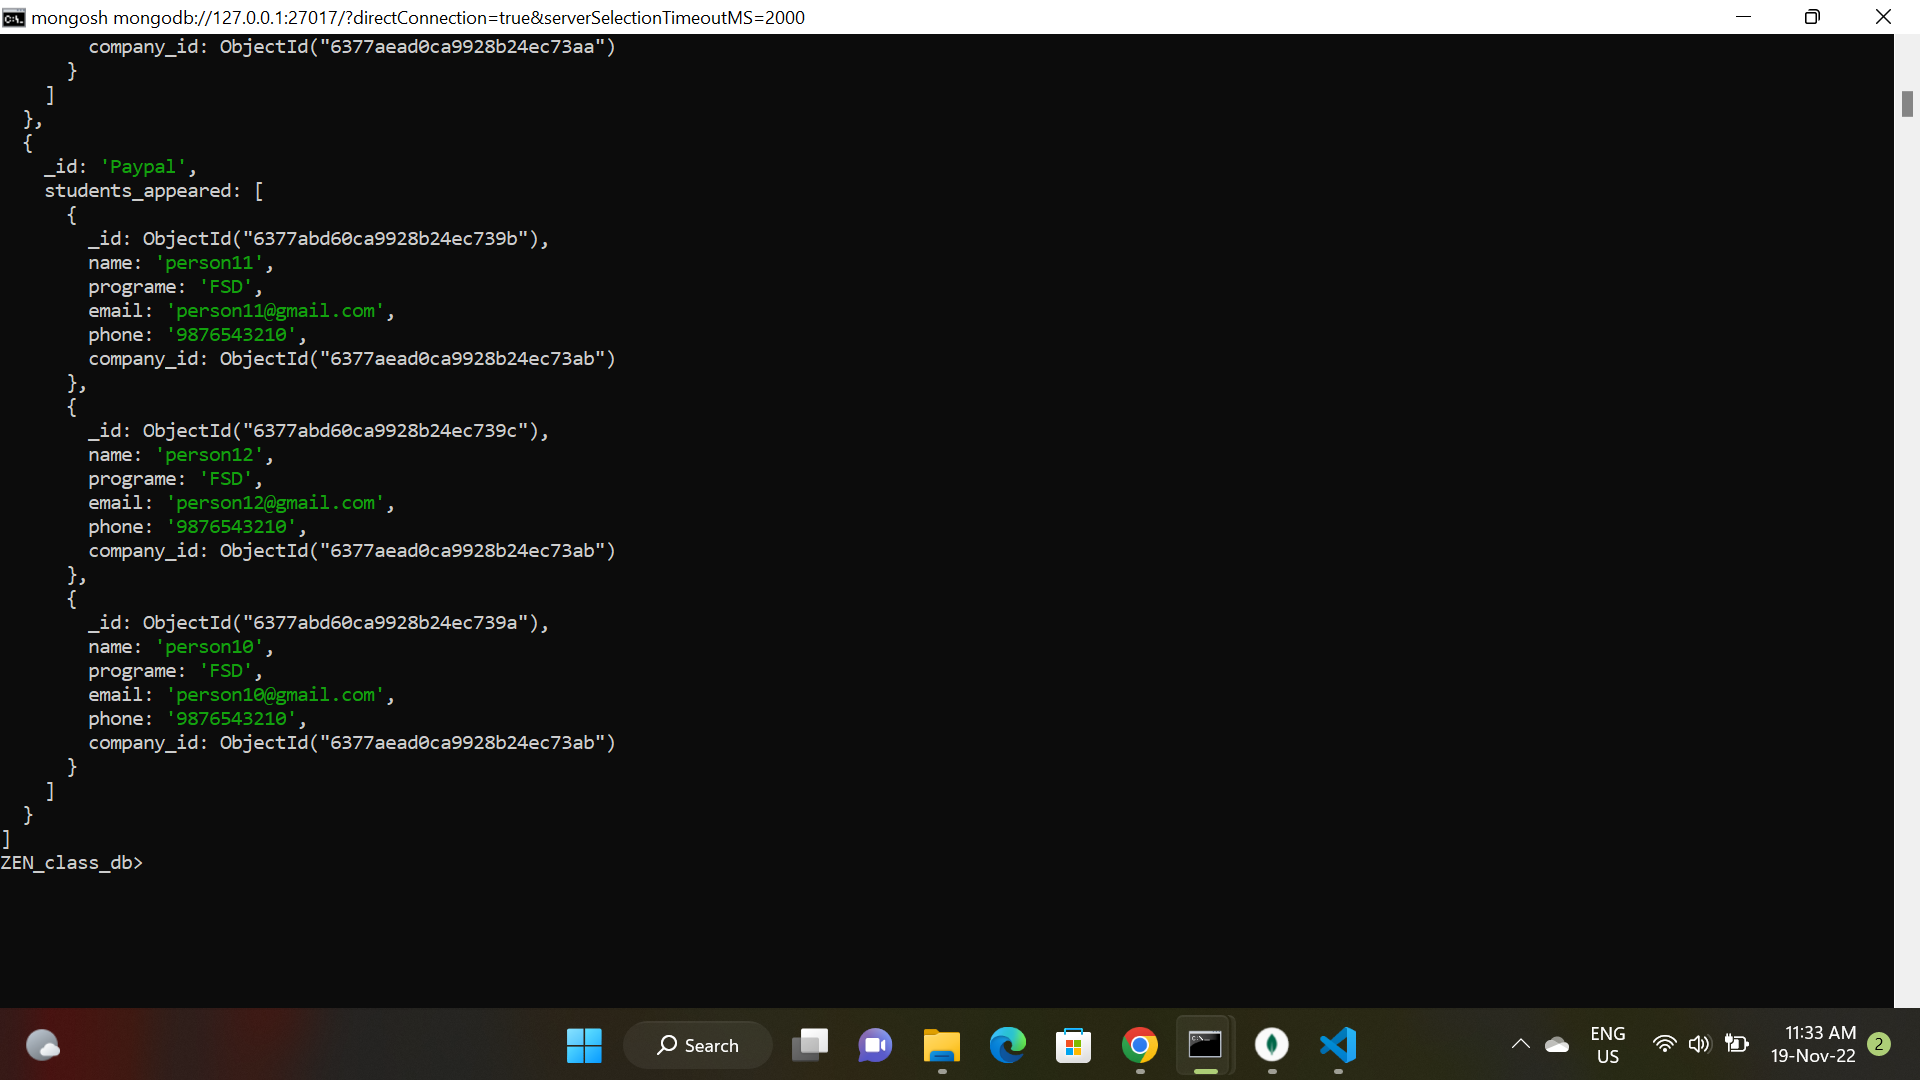 mongosh mongodb://127.0.0.1:27017/?directConnection=true&serverSelectionTimeoutMS=2000
        company_id: ObjectId("6377aead0ca9928b24ec73aa")
      }
    ]
  },
  {
    _id: 'Paypal',
    students_appeared: [
      {
        _id: ObjectId("6377abd60ca9928b24ec739b"),
        name: 'person11',
        programe: 'FSD',
        email: 'person11@gmail.com',
        phone: '9876543210',
        company_id: ObjectId("6377aead0ca9928b24ec73ab")
      },
      {
        _id: ObjectId("6377abd60ca9928b24ec739c"),
        name: 'person12',
        programe: 'FSD',
        email: 'person12@gmail.com',
        phone: '9876543210',
        company_id: ObjectId("6377aead0ca9928b24ec73ab")
      },
      {
        _id: ObjectId("6377abd60ca9928b24ec739a"),
        name: 'person10',
        programe: 'FSD',
        email: 'person10@gmail.com',
        phone: '9876543210',
        company_id: ObjectId("6377aead0ca9928b24ec73ab")
      }
    ]
  }
]
ZEN_class_db>
Search
ENG
US
11:33 AM
19-Nov-22
2